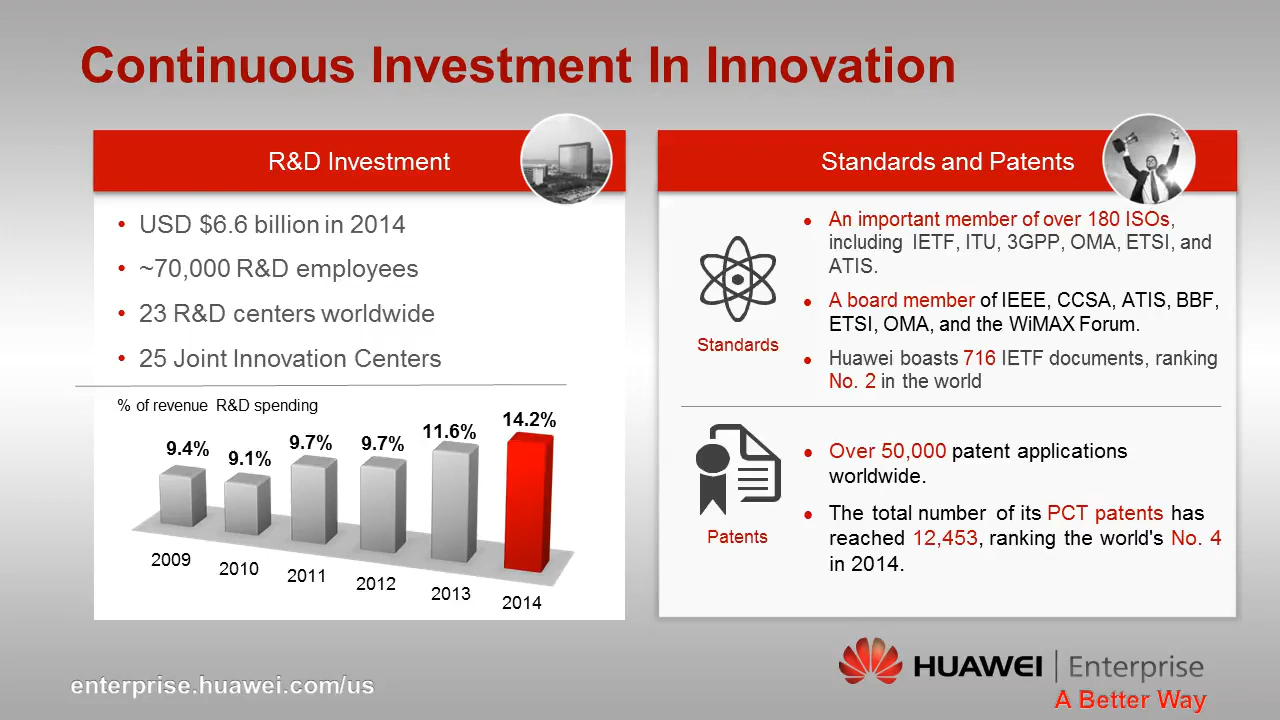 Continuous Investment In Innovation
R&D Investment
• USD $6.6 billion in 2014
• ~70,000 R&D employees
• 23 R&D centers worldwide
• 25 Joint Innovation Centers
% of revenue R&D spending
9.4%
9.1%
9.7%
9.7%
11.6%
14.2%
2009
2010
2011
2012
2013
2014
Standards and Patents
Standards
• An important member of over 180 ISOs,
including IETF, ITU, 3GPP, OMA, ETSI, and
ATIS.
• A board member of IEEE, CCSA, ATIS, BBF,
ETSI, OMA, and the WiMAX Forum.
• Huawei boasts 716 IETF documents, ranking
No. 2 in the world
Patents
• Over 50,000 patent applications
worldwide.
• The total number of its PCT patents has
reached 12,453, ranking the world's No. 4
in 2014.
enterprise.huawei.com/us
HUAWEI | Enterprise
A Better Way